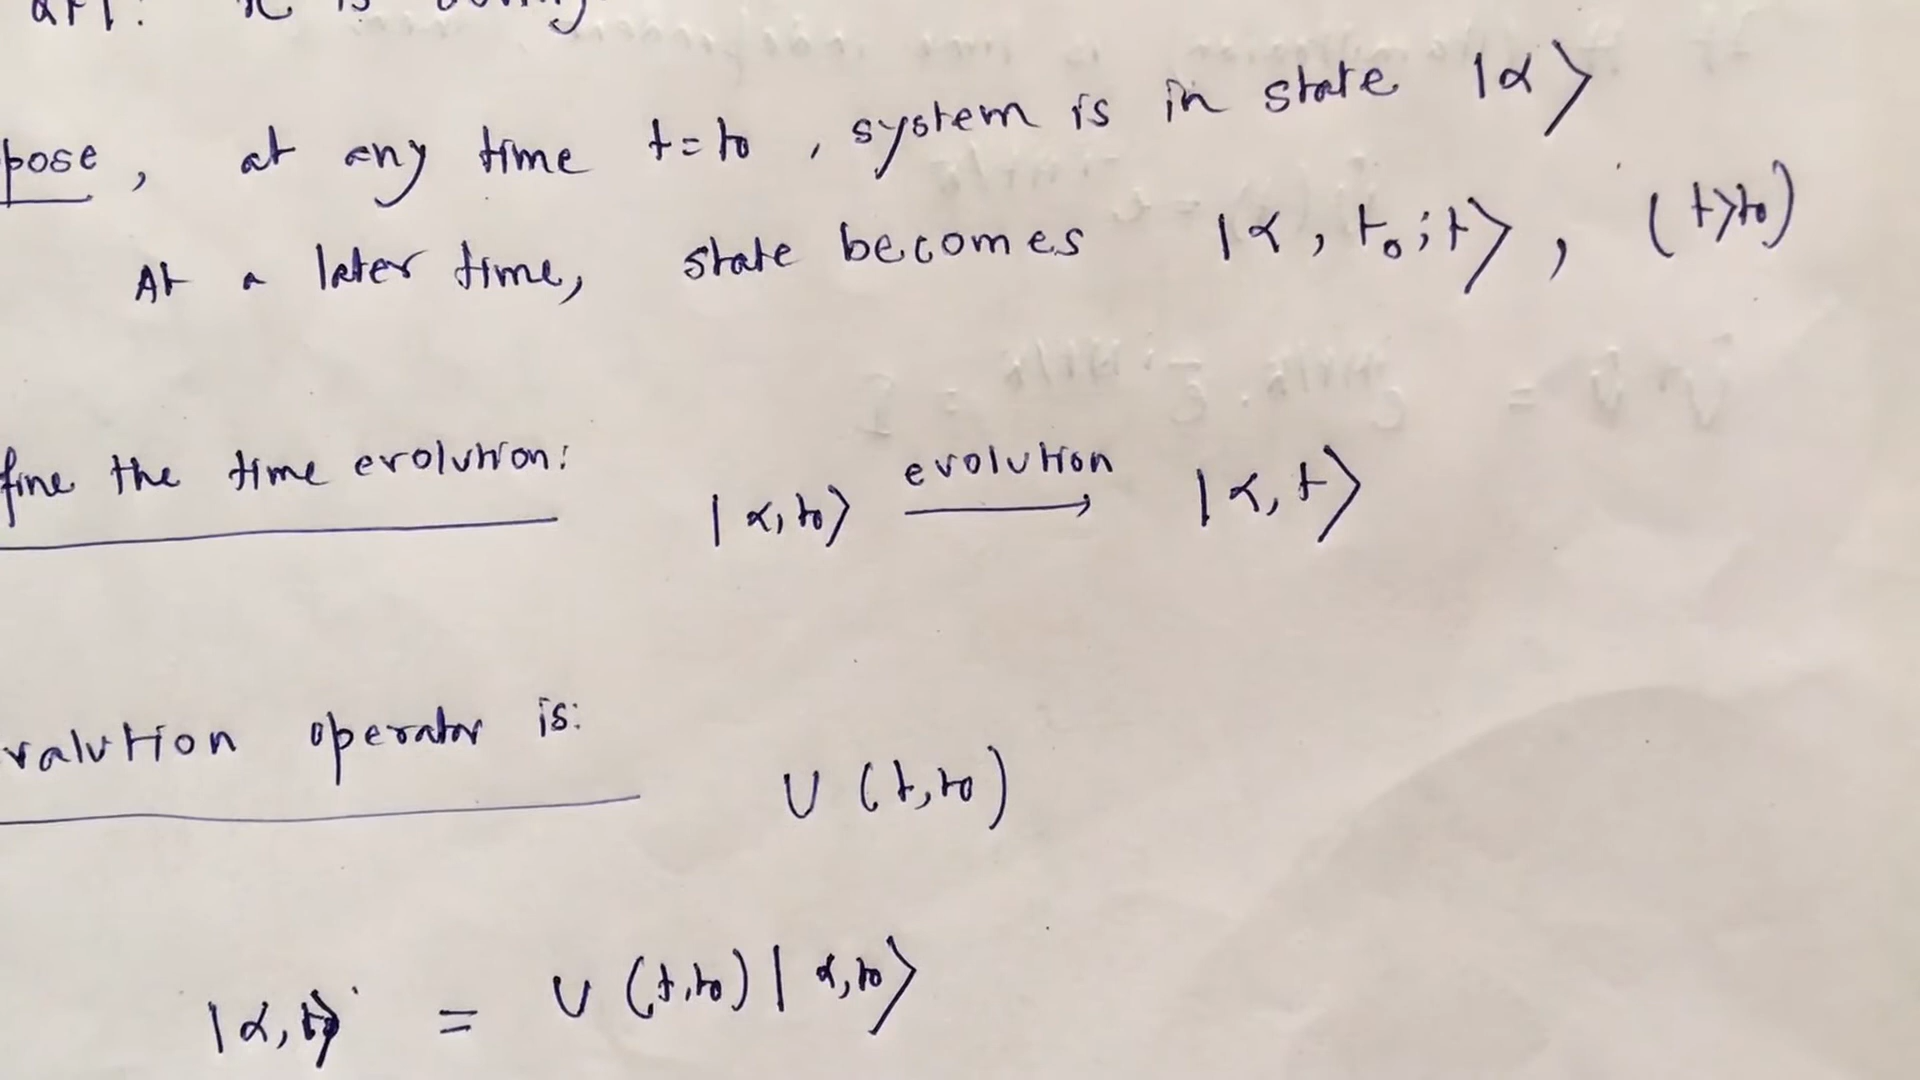 pose, at any time t=t₀, system is in state |α⟩
At a later time, state becomes |α, t₀;t⟩, (t>t₀)
fine the time evolution: |α,t₀⟩ evolution → |α,t⟩
valution operator is: U (t,t₀)
|α,t⟩ = U (t,t₀) |α,t₀⟩